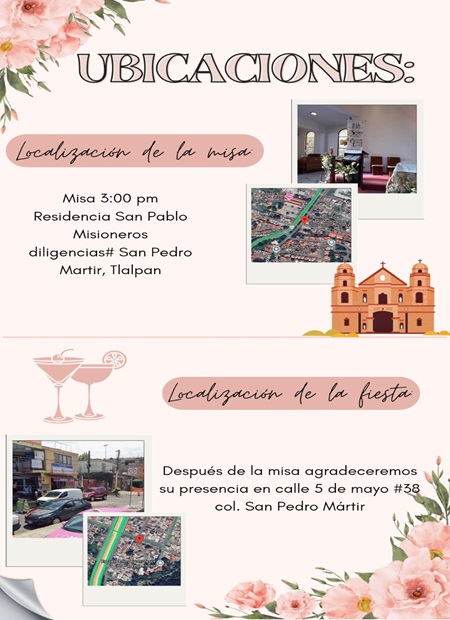 UBICACIONES:
Localización de la misa
Misa 3:00 pm
Residencia San Pablo
Misioneros
diligencias# San Pedro
Martir, Tlalpan
Localización de la fiesta
Después de la misa agradeceremos
su presencia en calle 5 de mayo #38
col. San Pedro Mártir